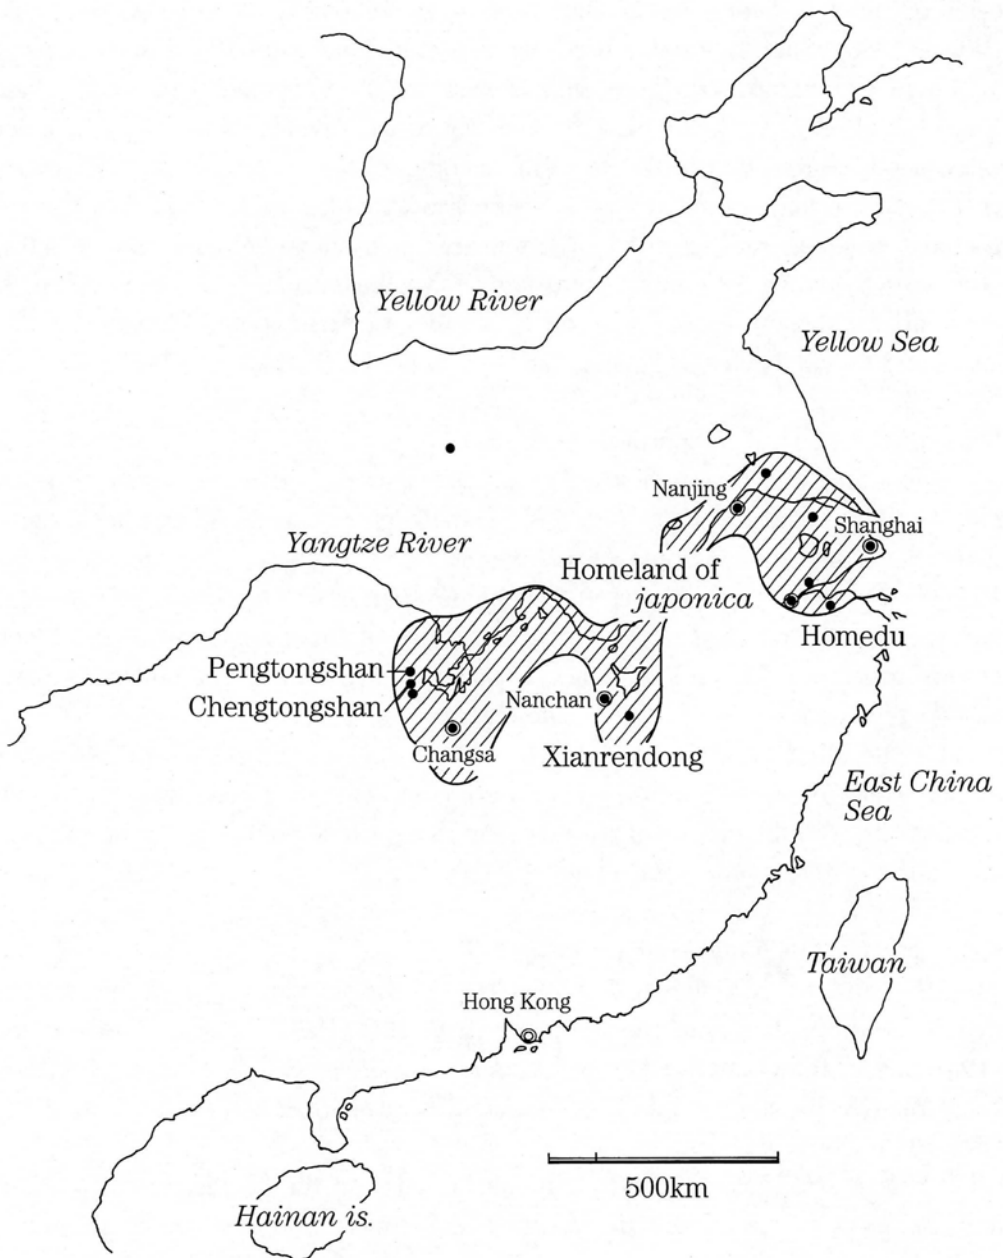 Yellow River
Yellow Sea
Nanjing
Shanghai
Yangtze River
Homeland of
japonica
Homedu
Pengtongshan
Chengtongshan
Nanchan
Changsa
Xianrendong
East China
Sea
Taiwan
Hong Kong
500km
Hainan is.